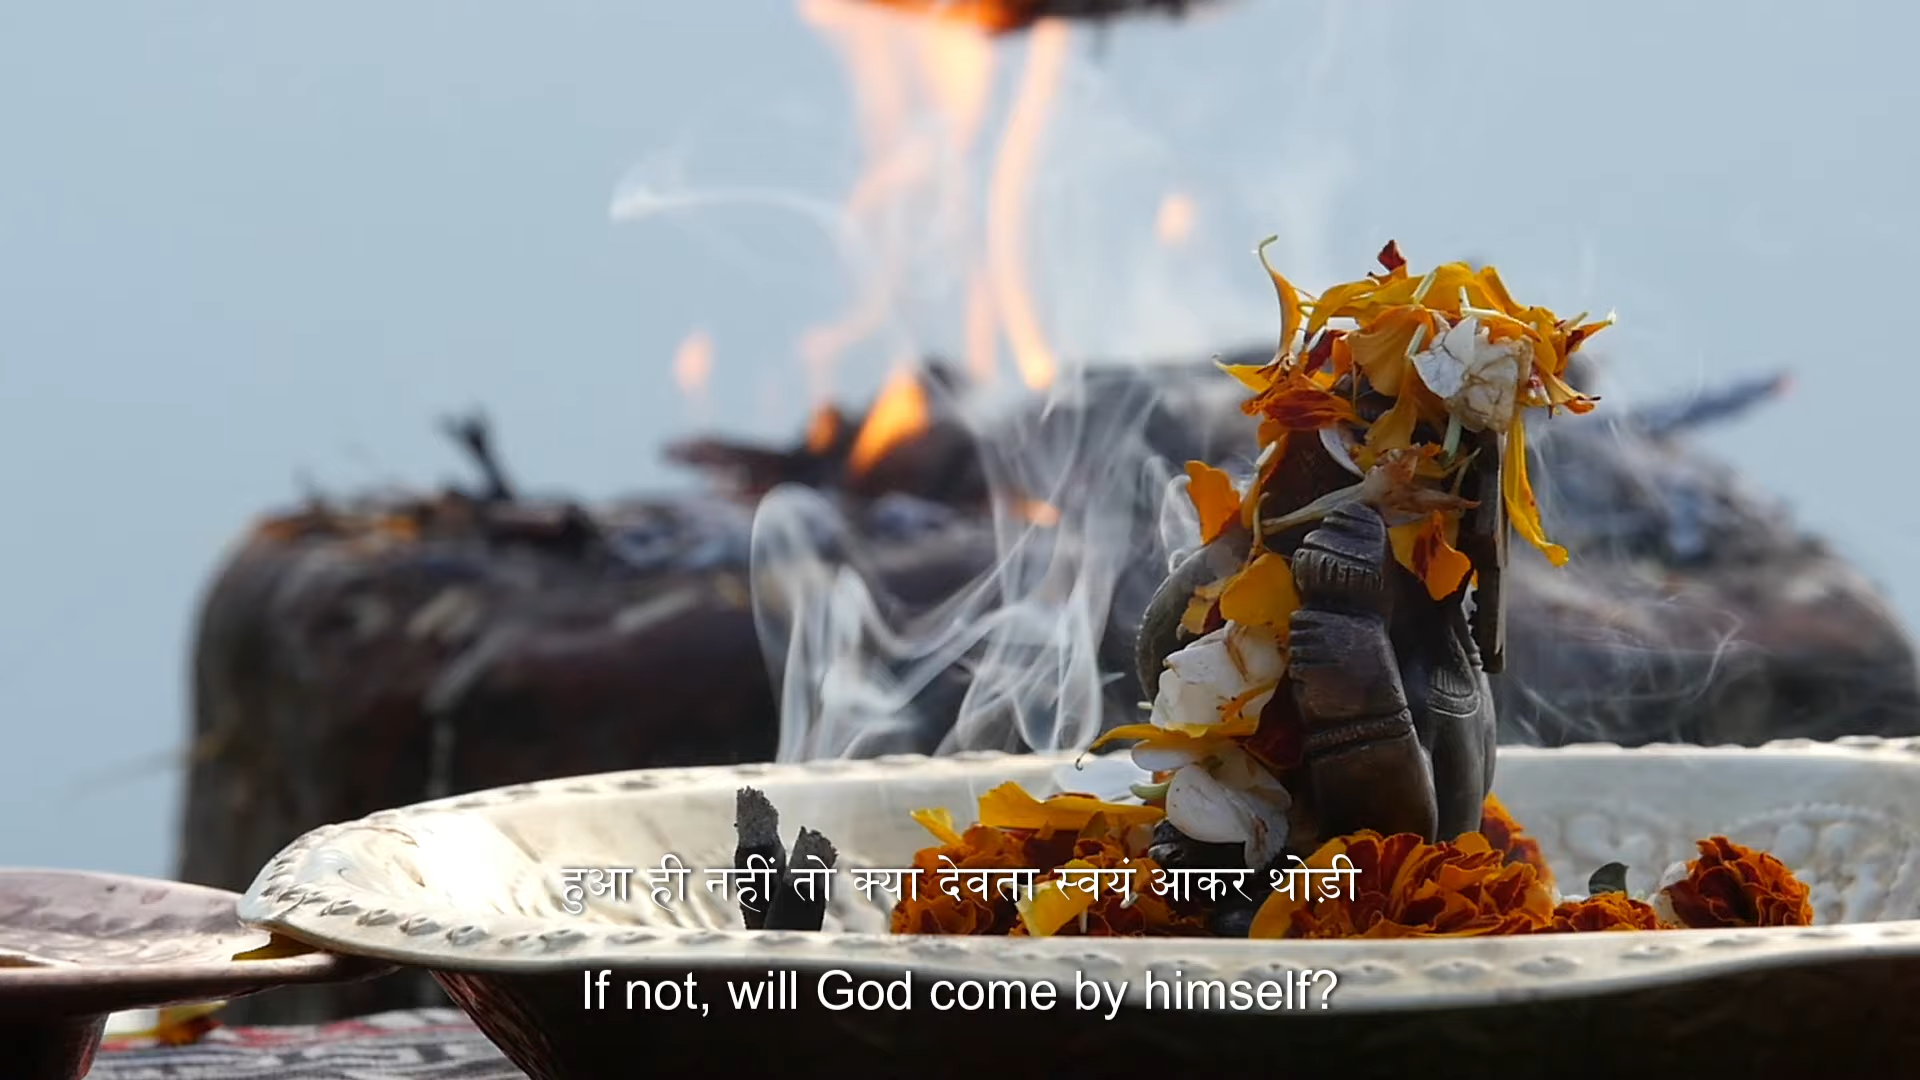 हुआ ही नहीं तो क्या देवता स्वयं आकर थोड़ी
If not, will God come by himself?